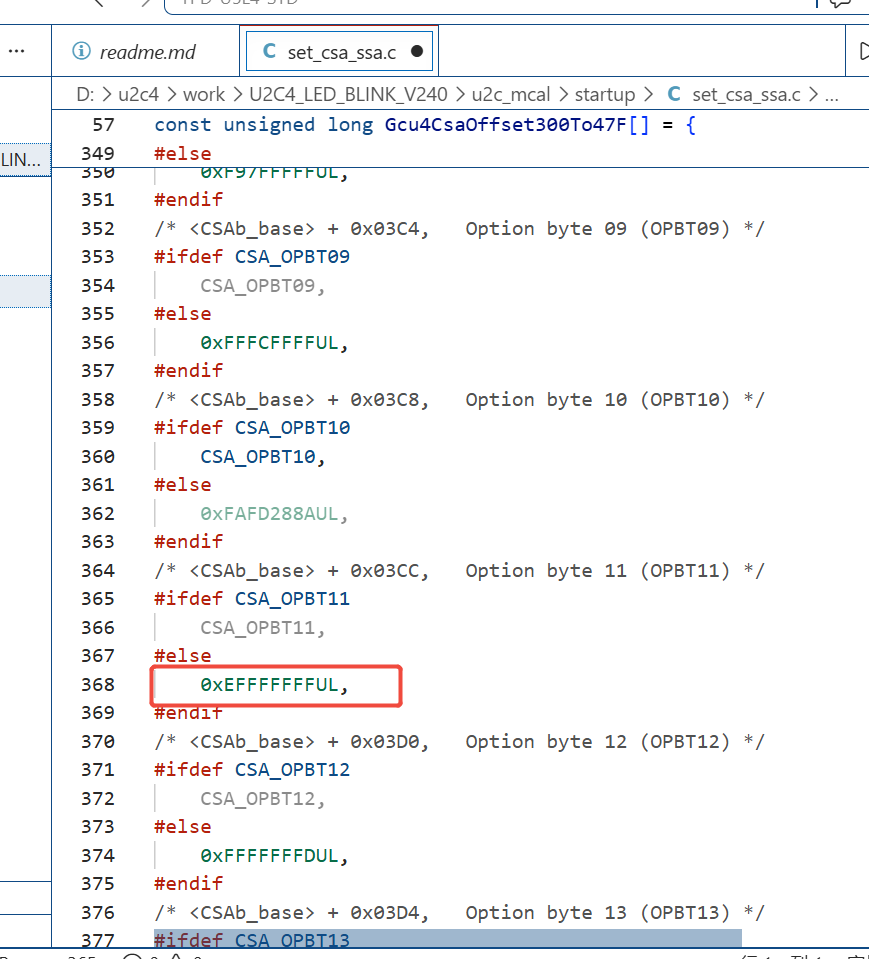 ...
readme.md
C set_csa_ssa.c ●
D: > u2c4 > work > U2C4_LED_BLINK_V240 > u2c_mcal > startup > C set_csa_ssa.c > ...
LIN...
57 const unsigned long Gcu4CsaOffset300To47F[] = {
349 #else
350 0xF97FFFFFUL,
351 #endif
352 /* <CSAb_base> + 0x03C4, Option byte 09 (OPBT09) */
353 #ifdef CSA_OPBT09
354 CSA_OPBT09,
355 #else
356 0xFFFCFFFFUL,
357 #endif
358 /* <CSAb_base> + 0x03C8, Option byte 10 (OPBT10) */
359 #ifdef CSA_OPBT10
360 CSA_OPBT10,
361 #else
362 0xFAFD288AUL,
363 #endif
364 /* <CSAb_base> + 0x03CC, Option byte 11 (OPBT11) */
365 #ifdef CSA_OPBT11
366 CSA_OPBT11,
367 #else
368 0xEFFFFFFFUL,
369 #endif
370 /* <CSAb_base> + 0x03D0, Option byte 12 (OPBT12) */
371 #ifdef CSA_OPBT12
372 CSA_OPBT12,
373 #else
374 0xFFFFFFFDUL,
375 #endif
376 /* <CSAb_base> + 0x03D4, Option byte 13 (OPBT13) */
377 #ifdef CSA_OPBT13